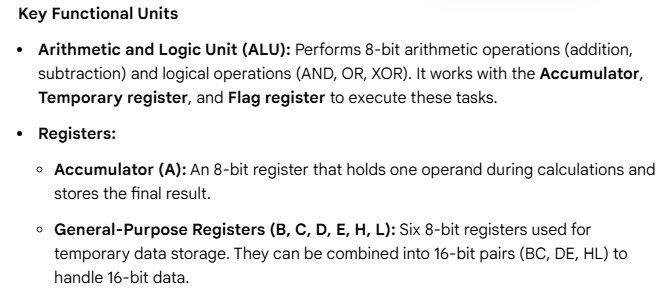 Key Functional Units
• Arithmetic and Logic Unit (ALU): Performs 8-bit arithmetic operations (addition,
subtraction) and logical operations (AND, OR, XOR). It works with the Accumulator,
Temporary register, and Flag register to execute these tasks.
• Registers:
◦ Accumulator (A): An 8-bit register that holds one operand during calculations and
stores the final result.
◦ General-Purpose Registers (B, C, D, E, H, L): Six 8-bit registers used for
temporary data storage. They can be combined into 16-bit pairs (BC, DE, HL) to
handle 16-bit data.